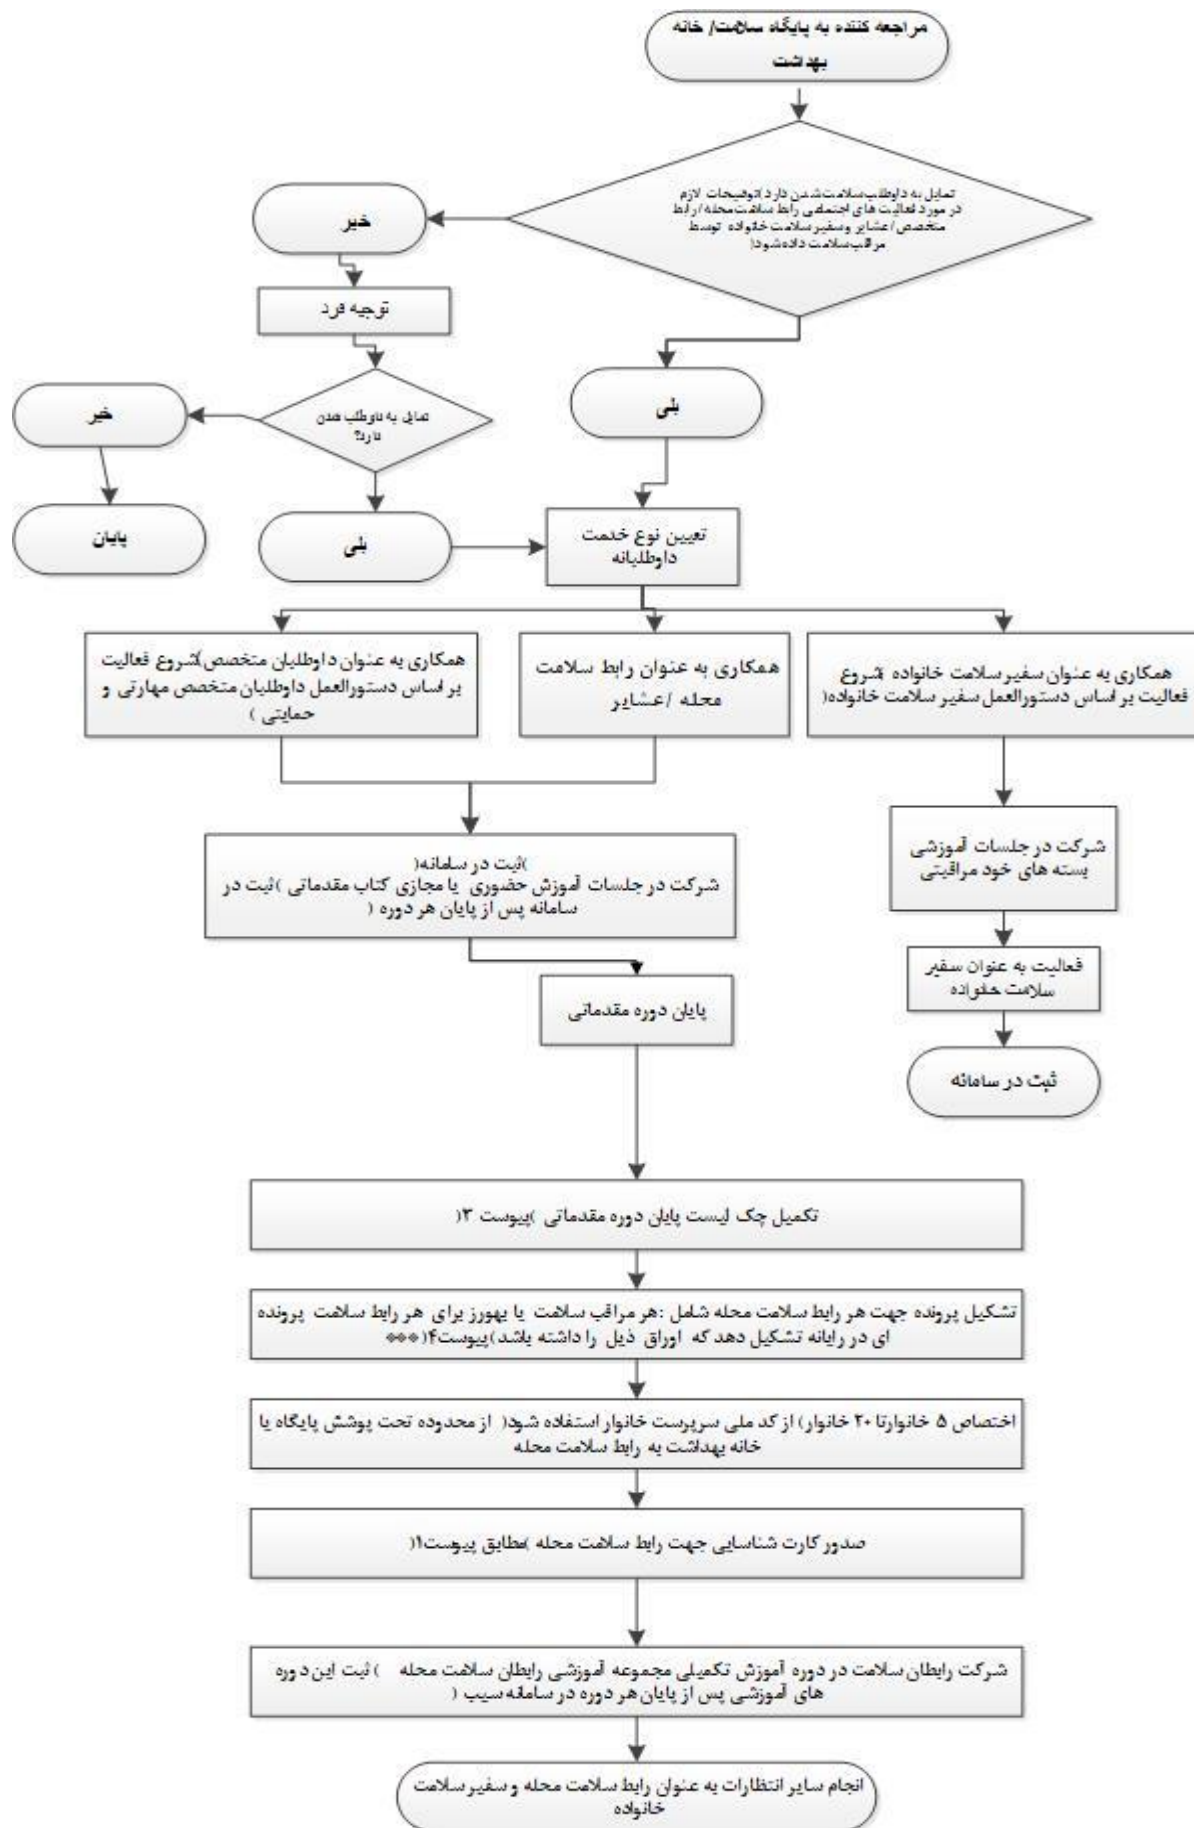 مراجعه کننده به پایگاه سلامت/ خانه
بهداشت
تمایل به داوطلب سلامت شدن دارد)توضیحات لازم
در مورد فعالیت های اجتماعی رابط سلامت محله/رابط
متخصص/عشایر و سفیر سلامت خانواده توسط
مراقب سلامت داده شود(
خیر
توجیه فرد
بلی
تمایل به داوطلب شدن
دارد؟
خیر
پایان
بلی
تعیین نوع خدمت
داوطلبانه
همکاری به عنوان سفیر سلامت خانواده )شروع
فعالیت بر اساس دستورالعمل سفیر سلامت خانواده(
همکاری به عنوان رابط سلامت
محله /عشایر
همکاری به عنوان داوطلبان متخصص)شروع فعالیت
بر اساس دستورالعمل داوطلبان متخصص مهارتی و
حمایتی )
شرکت در جلسات آموزشی
بسته های خود مراقبتی
فعالیت به عنوان سفیر
سلامت خانواده
ثبت در سامانه
)ثبت در سامانه(
شرکت در جلسات آموزش حضوری یا مجازی کتاب مقدماتی )ثبت در
سامانه پس از پایان هر دوره (
پایان دوره مقدماتی
تکمیل چک لیست پایان دوره مقدماتی )پیوست ۳(
تشکیل پرونده جهت هر رابط سلامت محله شامل :هر مراقب سلامت یا بهورز برای هر رابط سلامت پرونده
ای در رایانه تشکیل دهد که اوراق ذیل را داشته باشد)پیوست۴(***
اختصاص ۵ خانوارتا ۲۰ خانوار) از کد ملی سرپرست خانوار استفاده شود( از محدوده تحت پوشش پایگاه یا
خانه بهداشت به رابط سلامت محله
صدور کارت شناسایی جهت رابط سلامت محله )مطابق پیوست۱(
شرکت رابطان سلامت در دوره آموزش تکمیلی مجموعه آموزشی رابطان سلامت محله )ثبت این دوره
های آموزشی پس از پایان هر دوره در سامانه سیب (
انجام سایر انتظارات به عنوان رابط سلامت محله و سفیر سلامت
خانواده